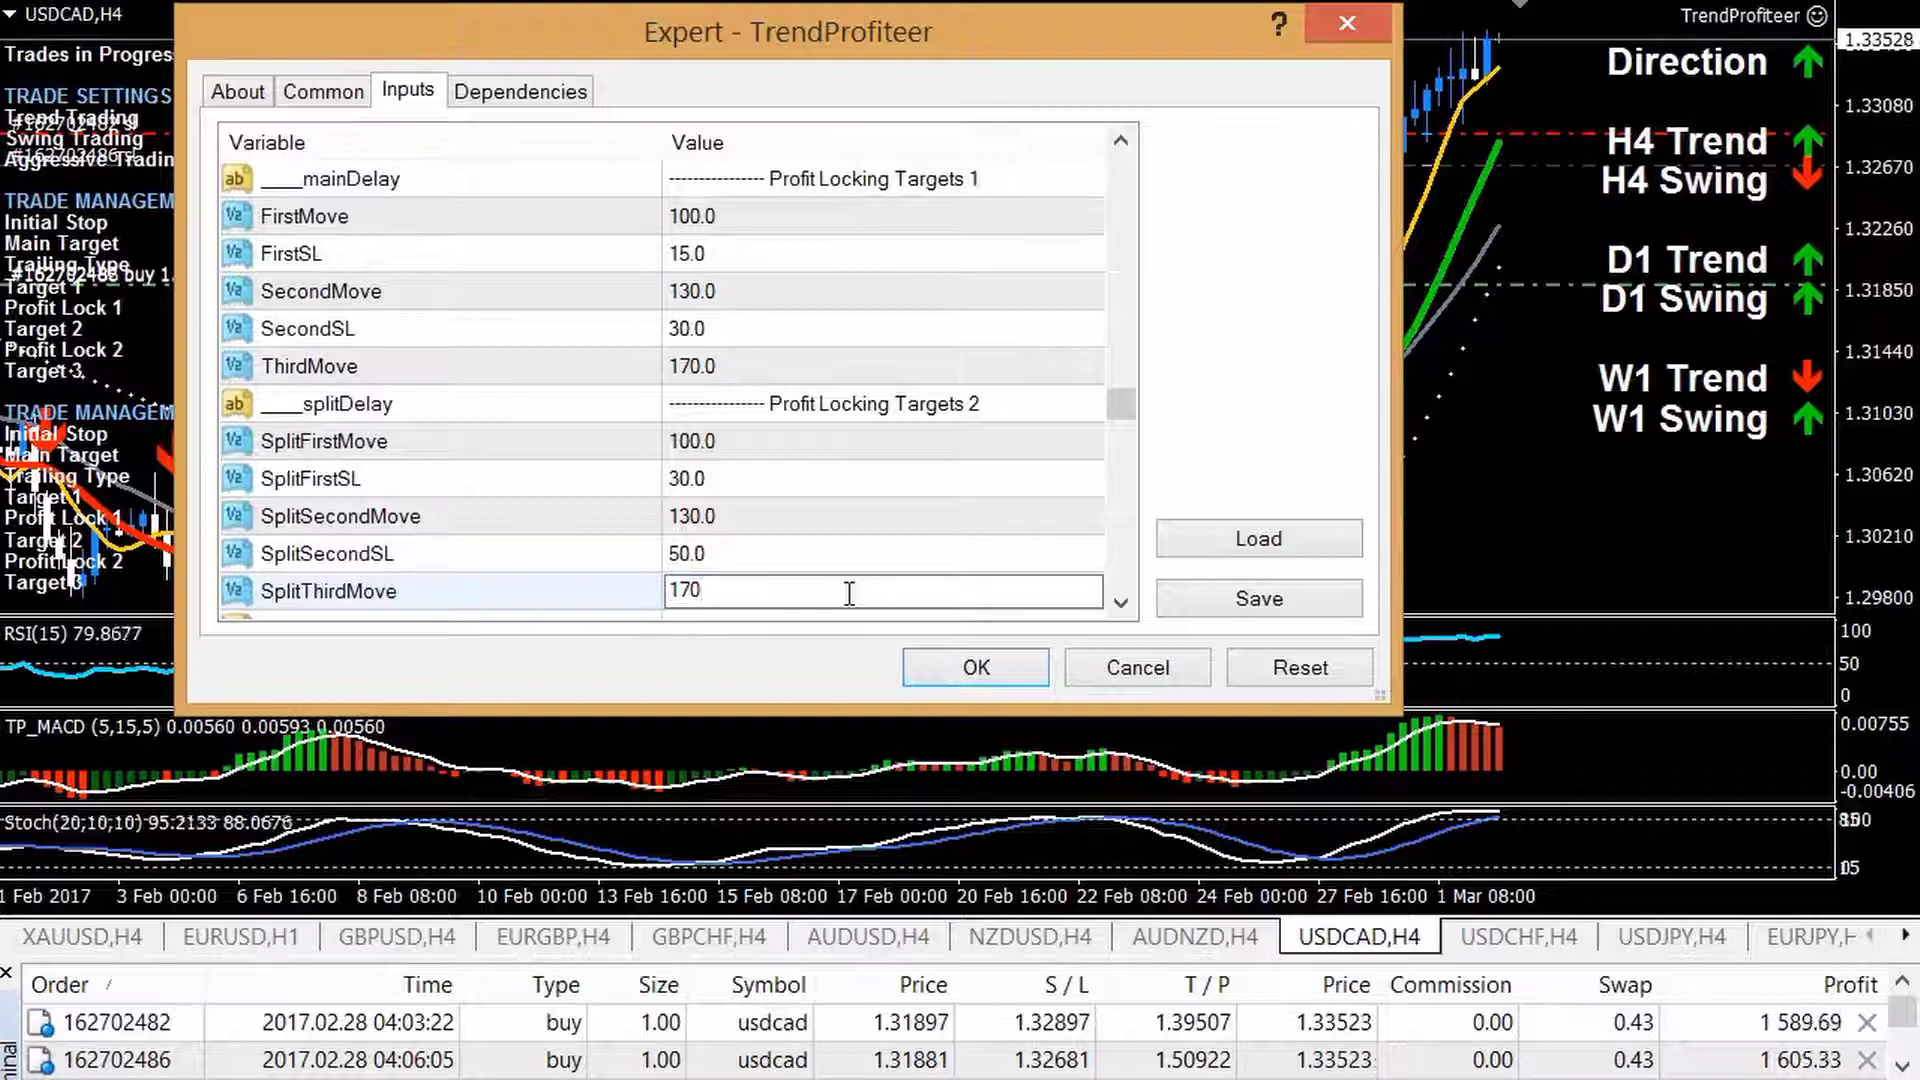 USDCAD,H4
Expert - TrendProfiteer
?
TrendProfiteer
Trades in Progress
TRADE SETTINGS
Trend Trading
Swing Trading
Aggressive Tradin
TRADE MANAGEM
Initial Stop
Main Target
Trailing Type
#162702486 buy 1.
Target 1
Profit Lock 1
Target 2
Profit Lock 2
Target 3
TRADE MANAGEM
Initial Stop
Main Target
Trailing Type
Target 1
Profit Lock 1
Target 2
Profit Lock 2
Target 3
About Common Inputs Dependencies
Variable Value
____mainDelay --------------- Profit Locking Targets 1
FirstMove 100.0
FirstSL 15.0
SecondMove 130.0
SecondSL 30.0
ThirdMove 170.0
____splitDelay --------------- Profit Locking Targets 2
SplitFirstMove 100.0
SplitFirstSL 30.0
SplitSecondMove 130.0
SplitSecondSL 50.0
SplitThirdMove 170
Load
Save
OK Cancel Reset
Direction
H4 Trend
H4 Swing
D1 Trend
D1 Swing
W1 Trend
W1 Swing
1.33528
1.33080
1.32670
1.32260
1.31850
1.31440
1.31030
1.30620
1.30210
1.29800
RSI(15) 79.8677
100
50
0
TP_MACD (5,15,5) 0.00560 0.00593 0.00560
0.00755
0.00
-0.00406
Stoch(20,10,10) 95.2133 88.0676
1 Feb 2017 3 Feb 00:00 6 Feb 16:00 8 Feb 08:00 10 Feb 00:00 13 Feb 16:00 15 Feb 08:00 17 Feb 00:00 20 Feb 16:00 22 Feb 08:00 24 Feb 00:00 27 Feb 16:00 1 Mar 08:00
XAUUSD,H4 EURUSD,H1 GBPUSD,H4 EURGBP,H4 GBPCHF,H4 AUDUSD,H4 NZDUSD,H4 AUDNZD,H4 USDCAD,H4 USDCHF,H4 USDJPY,H4 EURJPY,H
Order / Time Type Size Symbol Price S / L T / P Price Commission Swap Profit
162702482 2017.02.28 04:03:22 buy 1.00 usdcad 1.31897 1.32897 1.39507 1.33523 0.00 0.43 1 589.69
162702486 2017.02.28 04:06:05 buy 1.00 usdcad 1.31881 1.32681 1.50922 1.33523 0.00 0.43 1 605.33